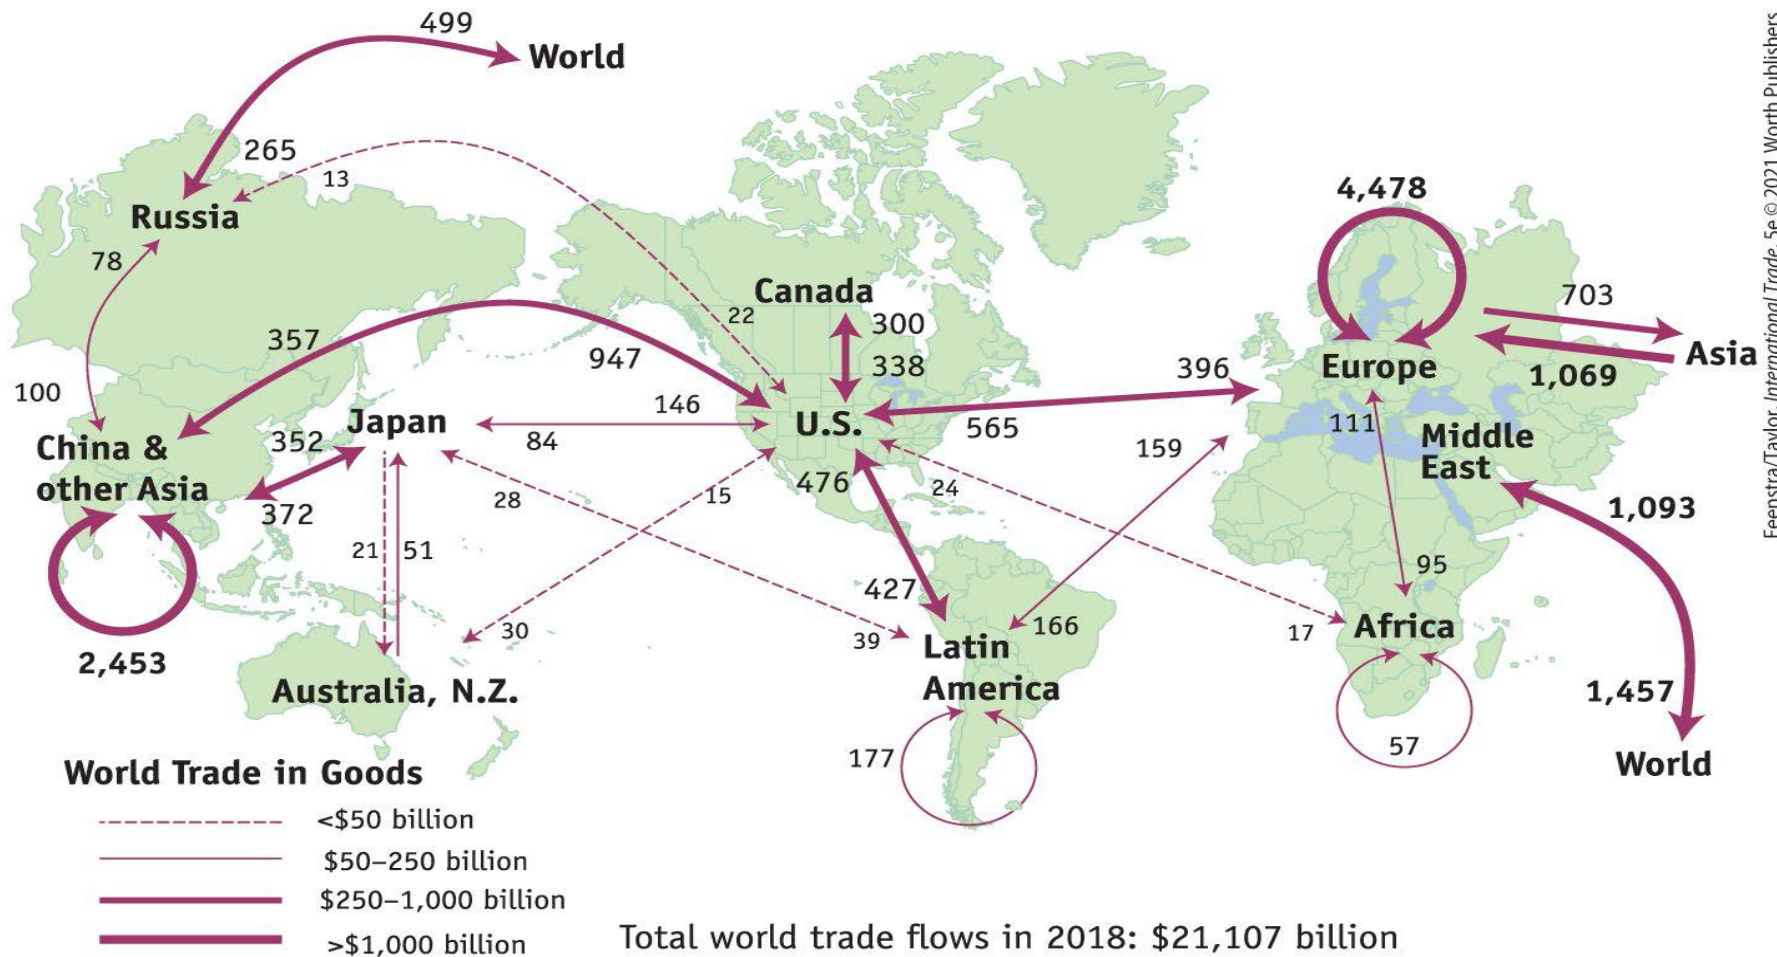 499
World
265
13
Russia
78
4,478
Canada
22
300
703
357
947
338
Asia
Europe
1,069
396
100
Japan
146
U.S.
565
84
111
Middle
East
159
China &
other Asia
352
372
476
24
28
15
1,093
21
51
95
427
30
39
166
17
Africa
Latin
America
2,453
Australia, N.Z.
1,457
177
57
World
World Trade in Goods
<$50 billion
$50–250 billion
$250–1,000 billion
>$1,000 billion
Total world trade flows in 2018: $21,107 billion
Feenstra/Taylor, International Trade, 5e © 2021 Worth Publishers